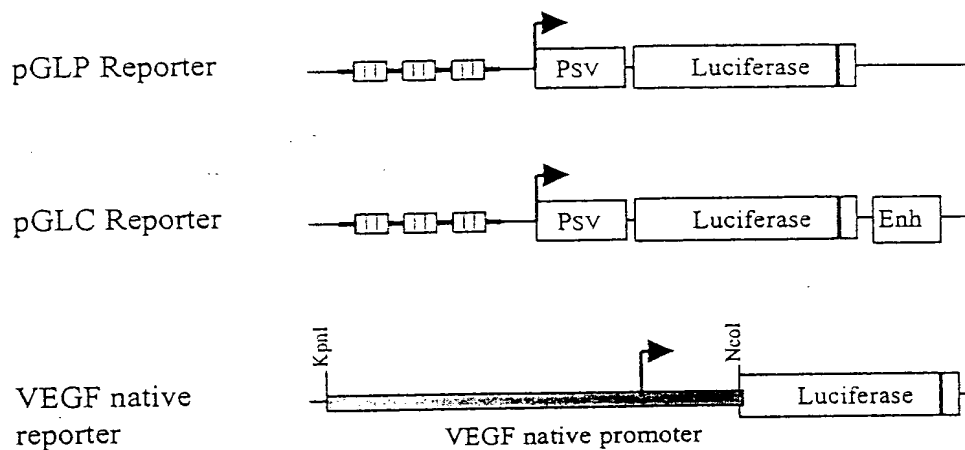 pGLP Reporter
PSV
Luciferase
pGLC Reporter
PSV
Luciferase
Enh
KpnI
NcoI
VEGF native
reporter
Luciferase
VEGF native promoter